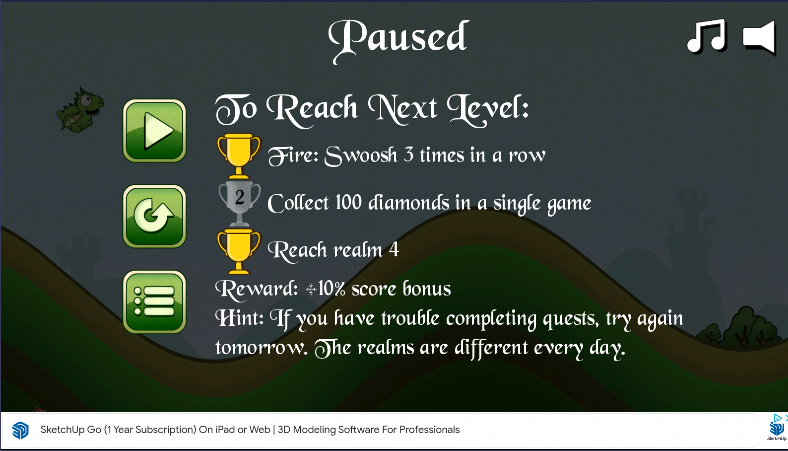 Paused
To Reach Next Level:
Fire: Swoosh 3 times in a row
2
Collect 100 diamonds in a single game
Reach realm 4
Reward: +10% score bonus
Hint: If you have trouble completing quests, try again
tomorrow. The realms are different every day.
SketchUp Go (1 Year Subscription) On iPad or Web | 3D Modeling Software For Professionals
SketchUp